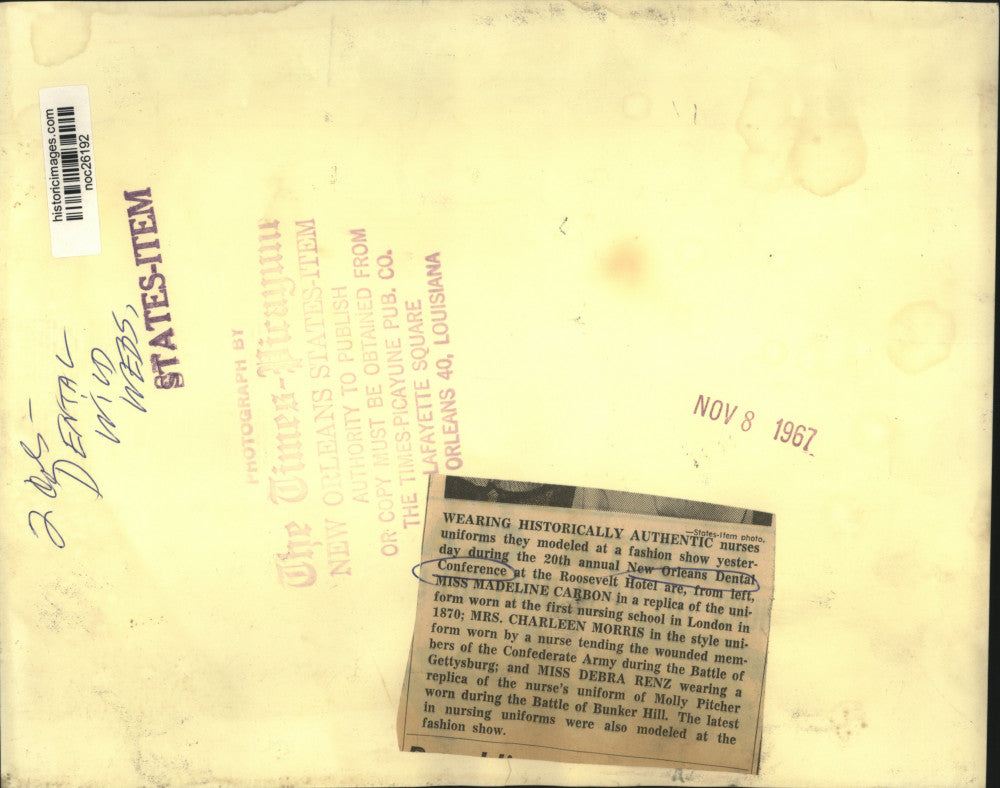 historicimages.com
noc26192
STATES-ITEM
DENTAL
WILD
WEDS,
PHOTOGRAPH BY
The Times-Picayune
NEW ORLEANS STATES-ITEM
AUTHORITY TO PUBLISH
OR COPY MUST BE OBTAINED FROM
THE TIMES-PICAYUNE PUB. CO.
LAFAYETTE SQUARE
ORLEANS 40, LOUISIANA
NOV 8 1967
—States-Item photo.
WEARING HISTORICALLY AUTHENTIC nurses
uniforms they modeled at a fashion show yester-
day during the 20th annual New Orleans Dental
Conference at the Roosevelt Hotel are, from left,
MISS MADELINE CARBON in a replica of the uni-
form worn at the first nursing school in London in
1870; MRS. CHARLEEN MORRIS in the style uni-
form worn by a nurse tending the wounded mem-
bers of the Confederate Army during the Battle of
Gettysburg; and MISS DEBRA RENZ wearing a
replica of the nurse's uniform of Molly Pitcher
worn during the Battle of Bunker Hill. The latest
in nursing uniforms were also modeled at the
fashion show.